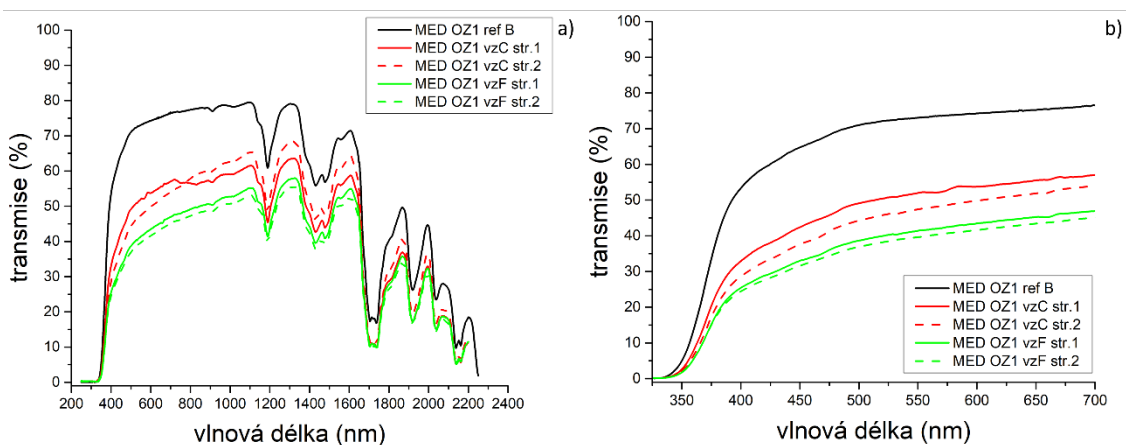 a)
MED OZ1 ref B
MED OZ1 vzC str.1
MED OZ1 vzC str.2
MED OZ1 vzF str.1
MED OZ1 vzF str.2
transmise (%)
100
90
80
70
60
50
40
30
20
10
0
200 400 600 800 1000 1200 1400 1600 1800 2000 2200 2400
vlnová délka (nm)
b)
transmise (%)
100
90
80
70
60
50
40
30
20
10
0
MED OZ1 ref B
MED OZ1 vzC str.1
MED OZ1 vzC str.2
MED OZ1 vzF str.1
MED OZ1 vzF str.2
350 400 450 500 550 600 650 700
vlnová délka (nm)